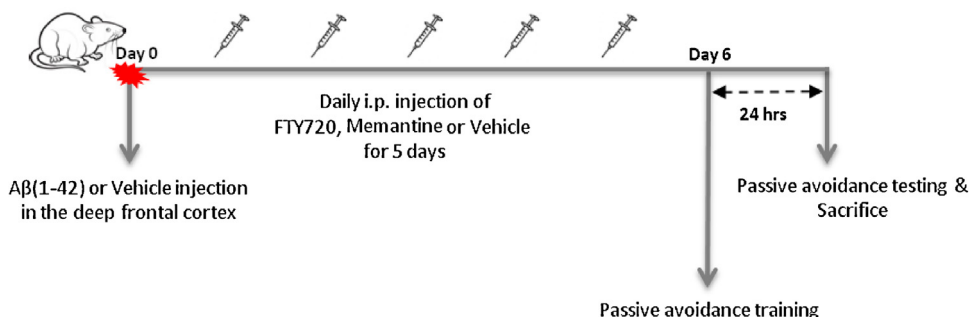 Day 0
Day 6
Daily i.p. injection of
FTY720, Memantine or Vehicle
for 5 days
24 hrs
Aβ(1-42) or Vehicle injection
in the deep frontal cortex
Passive avoidance testing &
Sacrifice
Passive avoidance training